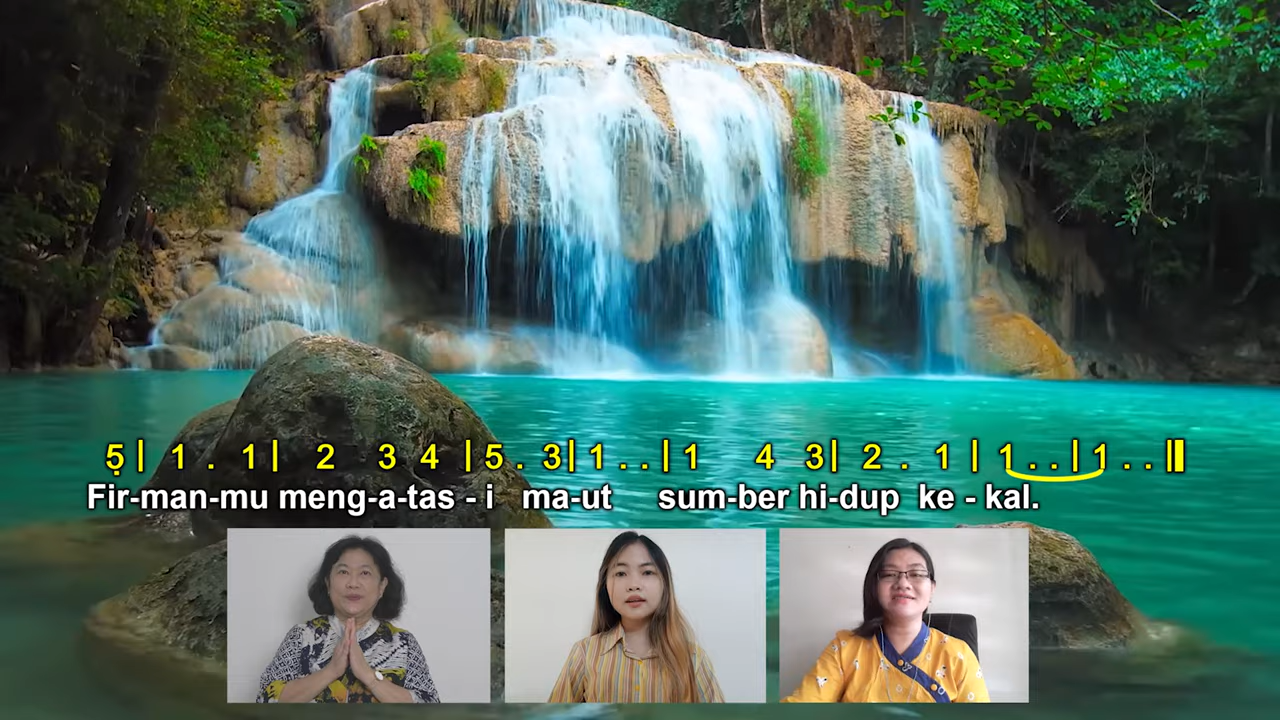 5̣ | 1 . 1 | 2 3 4 | 5 . 3 | 1 . . | 1 4 3 | 2 . 1 | 1 . . | 1 . . ||
Fir-man-mu meng-a-tas - i ma-ut sum-ber hi-dup ke - kal.